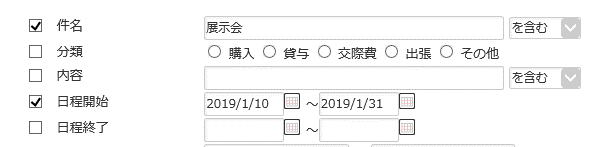 件名 展示会 を含む
分類 購入 貸与 交際費 出張 その他
内容 を含む
日程開始 2019/1/10 ～ 2019/1/31
日程終了 ～